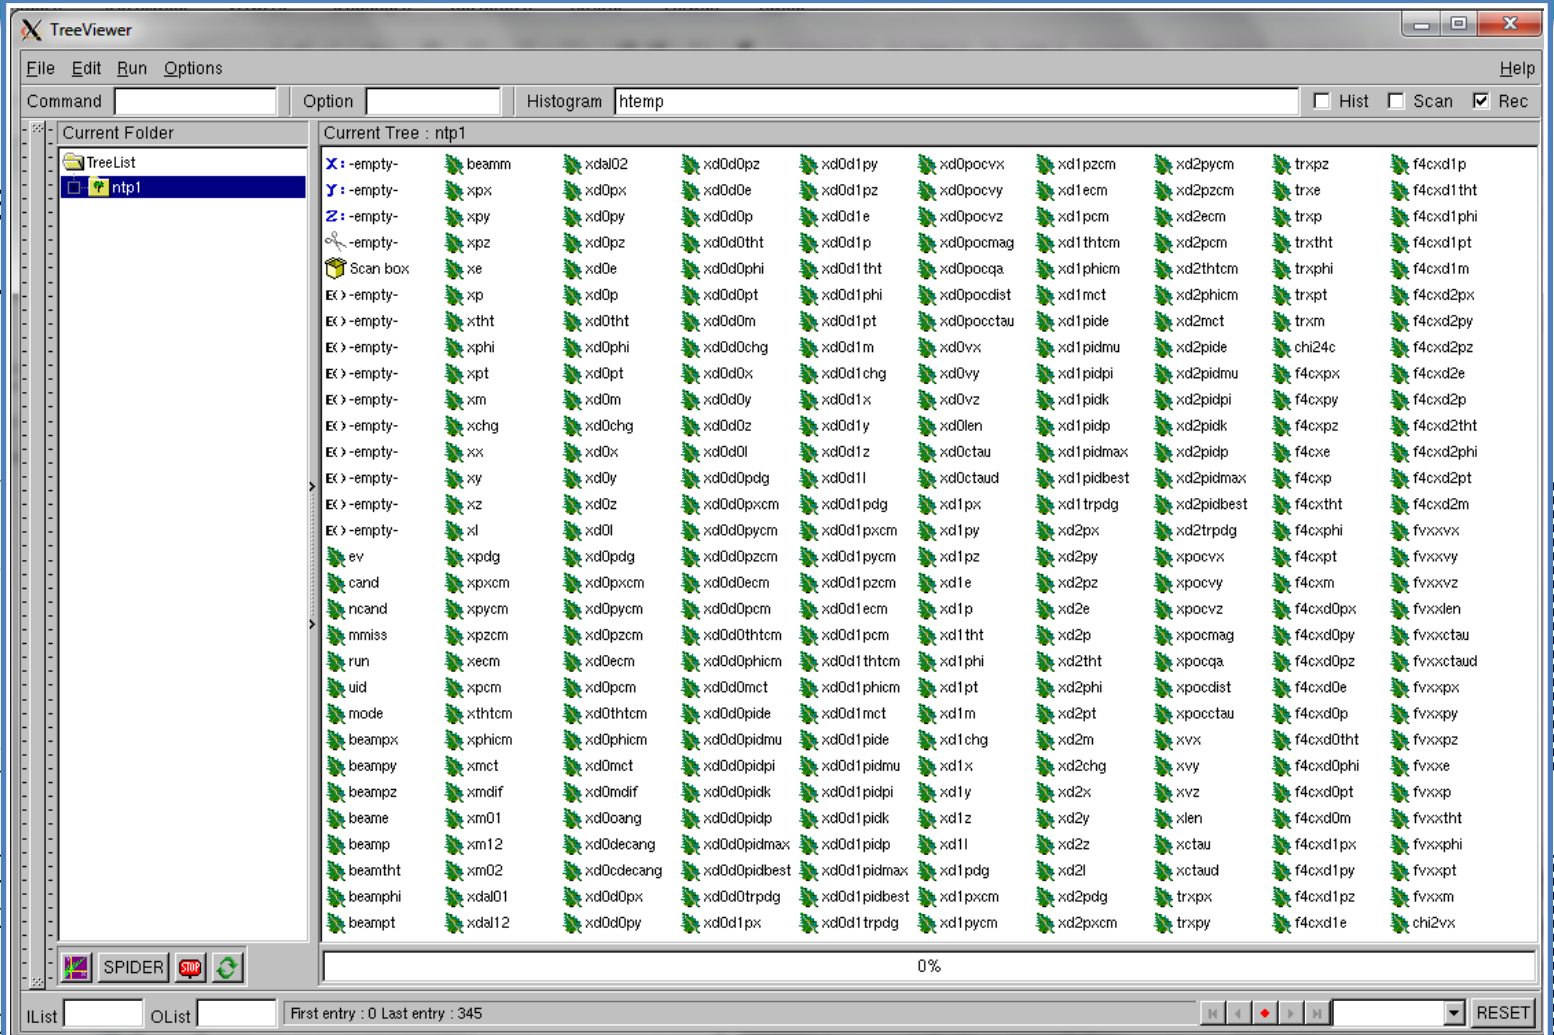 TreeViewer
File Edit Run Options Help
Command Option Histogram htemp Hist Scan Rec
Current Folder
TreeList
ntp1
Current Tree : ntp1
X: -empty- beamm xdal02 xd0d0pz xd0d1py xd0pocvx xd1pzcm xd2pycm trxpz f4cxd1p
Y: -empty- xpx xd0px xd0d0e xd0d1pz xd0pocvy xd1ecm xd2pzcm trxe f4cxd1tht
Z: -empty- xpy xd0py xd0d0p xd0d1e xd0pocvz xd1pcm xd2ecm trxp f4cxd1phi
-empty- xpz xd0pz xd0d0tht xd0d1p xd0pocmag xd1thtcm xd2pcm trxtht f4cxd1pt
Scan box xe xd0e xd0d0phi xd0d1tht xd0pocqa xd1phicm xd2thtcm trxphi f4cxd1m
E() -empty- xp xd0p xd0d0pt xd0d1phi xd0pocdist xd1mct xd2phicm trxpt f4cxd2px
E() -empty- xtht xd0tht xd0d0m xd0d1pt xd0pocctau xd1pide xd2mct trxm f4cxd2py
E() -empty- xphi xd0phi xd0d0chg xd0d1m xd0vx xd1pidmu xd2pide chi24c f4cxd2pz
E() -empty- xpt xd0pt xd0d0x xd0d1chg xd0vy xd1pidpi xd2pidmu f4cxpx f4cxd2e
E() -empty- xm xd0m xd0d0y xd0d1x xd0vz xd1pidk xd2pidpi f4cxpy f4cxd2p
E() -empty- xchg xd0chg xd0d0z xd0d1y xd0len xd1pidp xd2pidk f4cxpz f4cxd2tht
E() -empty- xx xd0x xd0d0l xd0d1z xd0ctau xd1pidmax xd2pidp f4cxe f4cxd2phi
E() -empty- xy xd0y xd0d0pdg xd0d1l xd0ctaud xd1pidbest xd2pidmax f4cxp f4cxd2pt
E() -empty- xz xd0z xd0d0pxcm xd0d1pdg xd1px xd1trpdg xd2pidbest f4cxtht f4cxd2m
E() -empty- xl xd0l xd0d0pycm xd0d1pxcm xd1py xd2px xd2trpdg f4cxphi fvxxvx
ev xpdg xd0pdg xd0d0pzcm xd0d1pycm xd1pz xd2py xpocvx f4cxpt fvxxvy
cand xpxcm xd0pxcm xd0d0ecm xd0d1pzcm xd1e xd2pz xpocvy f4cxm fvxxvz
ncand xpycm xd0pycm xd0d0pcm xd0d1ecm xd1p xd2e xpocvz f4cxd0px fvxxlen
mmiss xpzcm xd0pzcm xd0d0thtcm xd0d1pcm xd1tht xd2p xpocmag f4cxd0py fvxxctau
run xecm xd0ecm xd0d0phicm xd0d1thtcm xd1phi xd2tht xpocqa f4cxd0pz fvxxctaud
uid xpcm xd0pcm xd0d0mct xd0d1phicm xd1pt xd2phi xpocdist f4cxd0e fvxxpx
mode xthtcm xd0thtcm xd0d0pide xd0d1mct xd1m xd2pt xpocctau f4cxd0p fvxxpy
beampx xphicm xd0phicm xd0d0pidmu xd0d1pide xd1chg xd2m xvx f4cxd0tht fvxxpz
beampy xmct xd0mct xd0d0pidpi xd0d1pidmu xd1x xd2chg xvy f4cxd0phi fvxxe
beampz xmdif xd0mdif xd0d0pidk xd0d1pidpi xd1y xd2x xvz f4cxd0pt fvxxp
beame xm01 xd0oang xd0d0pidp xd0d1pidk xd1z xd2y xlen f4cxd0m fvxxtht
beamp xm12 xd0decang xd0d0pidmax xd0d1pidp xd1l xd2z xctau f4cxd1px fvxxphi
beamtht xm02 xd0cdecang xd0d0pidbest xd0d1pidmax xd1pdg xd2l xctaud f4cxd1py fvxxpt
beamphi xdal01 xd0d0px xd0d0trpdg xd0d1pidbest xd1pxcm xd2pdg trxpx f4cxd1pz fvxxm
beampt xdal12 xd0d0py xd0d1px xd0d1trpdg xd1pycm xd2pxcm trxpy f4cxd1e chi2vx
SPIDER STOP 0%
IList OList First entry : 0 Last entry : 345 RESET